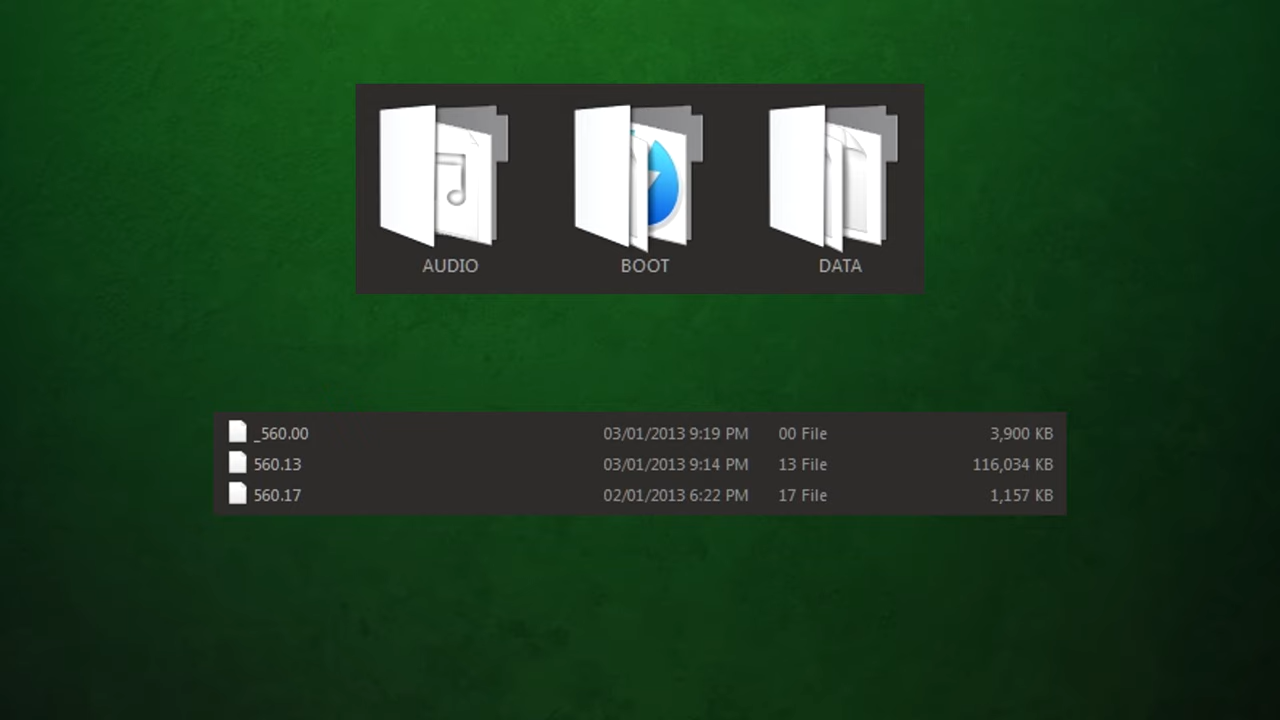 AUDIO BOOT DATA
_560.00 03/01/2013 9:19 PM 00 File 3,900 KB
560.13 03/01/2013 9:14 PM 13 File 116,034 KB
560.17 02/01/2013 6:22 PM 17 File 1,157 KB